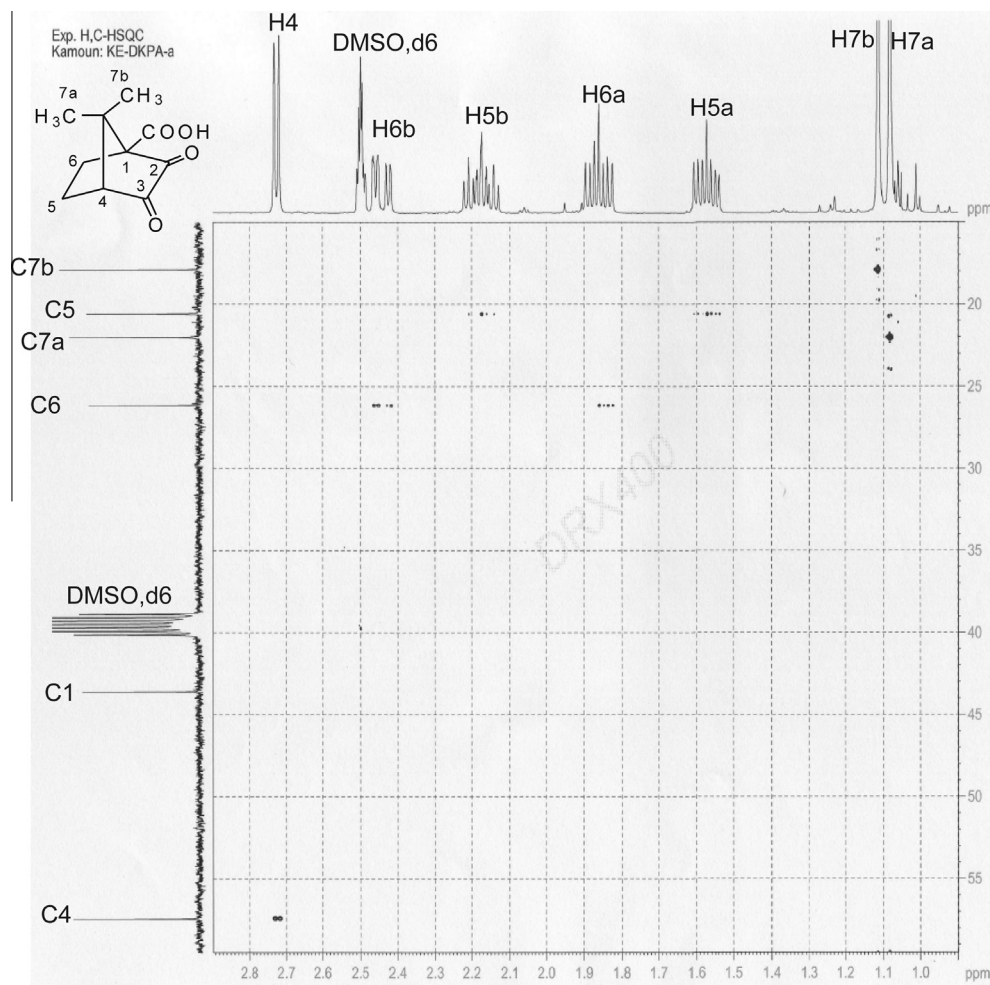 Exp. H,C-HSQC
Kamoun: KE-DKPA-a
7a
7b
H3C
CH3
COOH
O
6
1
2
3
5
4
O
H4
DMSO,d6
H6b
H5b
H6a
H5a
H7b
H7a
ppm
C7b
C5
C7a
C6
DMSO,d6
C1
C4
20
25
30
35
40
45
50
55
DRX400
2.8 2.7 2.6 2.5 2.4 2.3 2.2 2.1 2.0 1.9 1.8 1.7 1.6 1.5 1.4 1.3 1.2 1.1 1.0 ppm